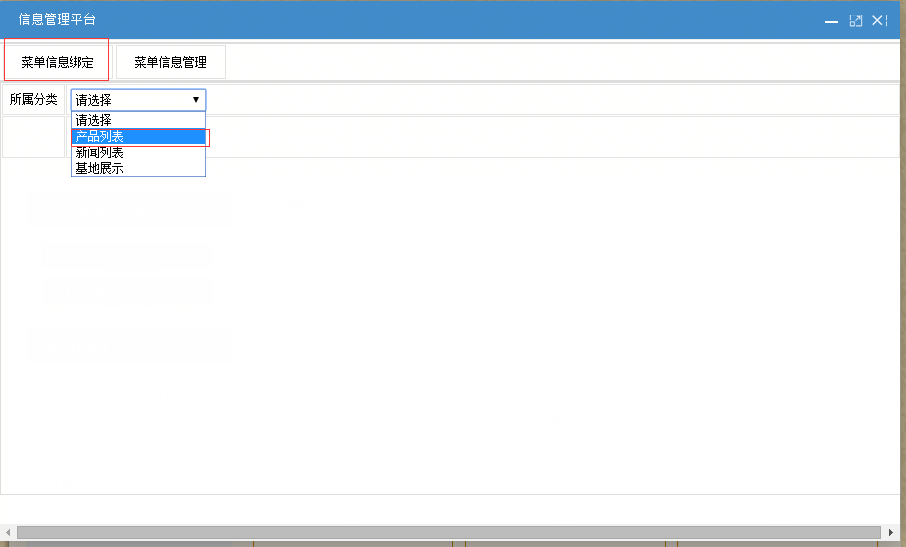 信息管理平台
菜单信息绑定 菜单信息管理
所属分类 请选择
请选择
产品列表
新闻列表
基地展示